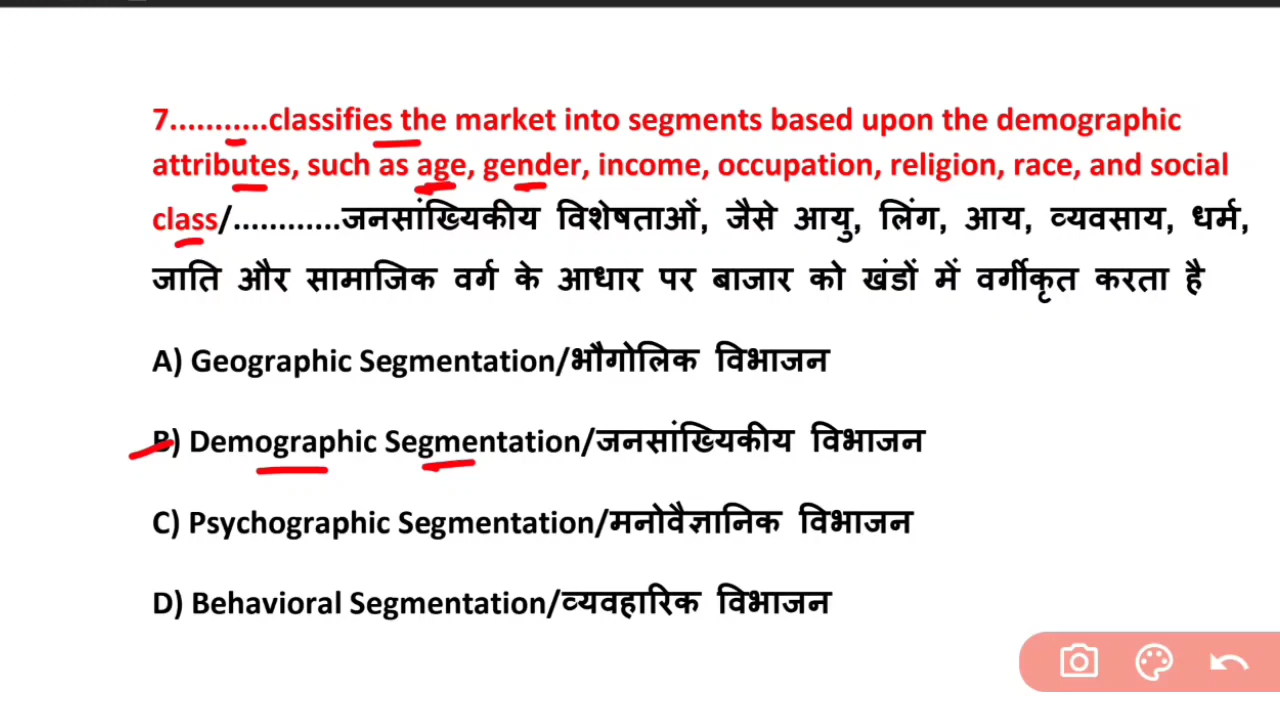 7...........classifies the market into segments based upon the demographic
attributes, such as age, gender, income, occupation, religion, race, and social
class/............जनसांख्यिकीय विशेषताओं, जैसे आयु, लिंग, आय, व्यवसाय, धर्म,
जाति और सामाजिक वर्ग के आधार पर बाजार को खंडों में वर्गीकृत करता है
A) Geographic Segmentation/भौगोलिक विभाजन
B) Demographic Segmentation/जनसांख्यिकीय विभाजन
C) Psychographic Segmentation/मनोवैज्ञानिक विभाजन
D) Behavioral Segmentation/व्यवहारिक विभाजन